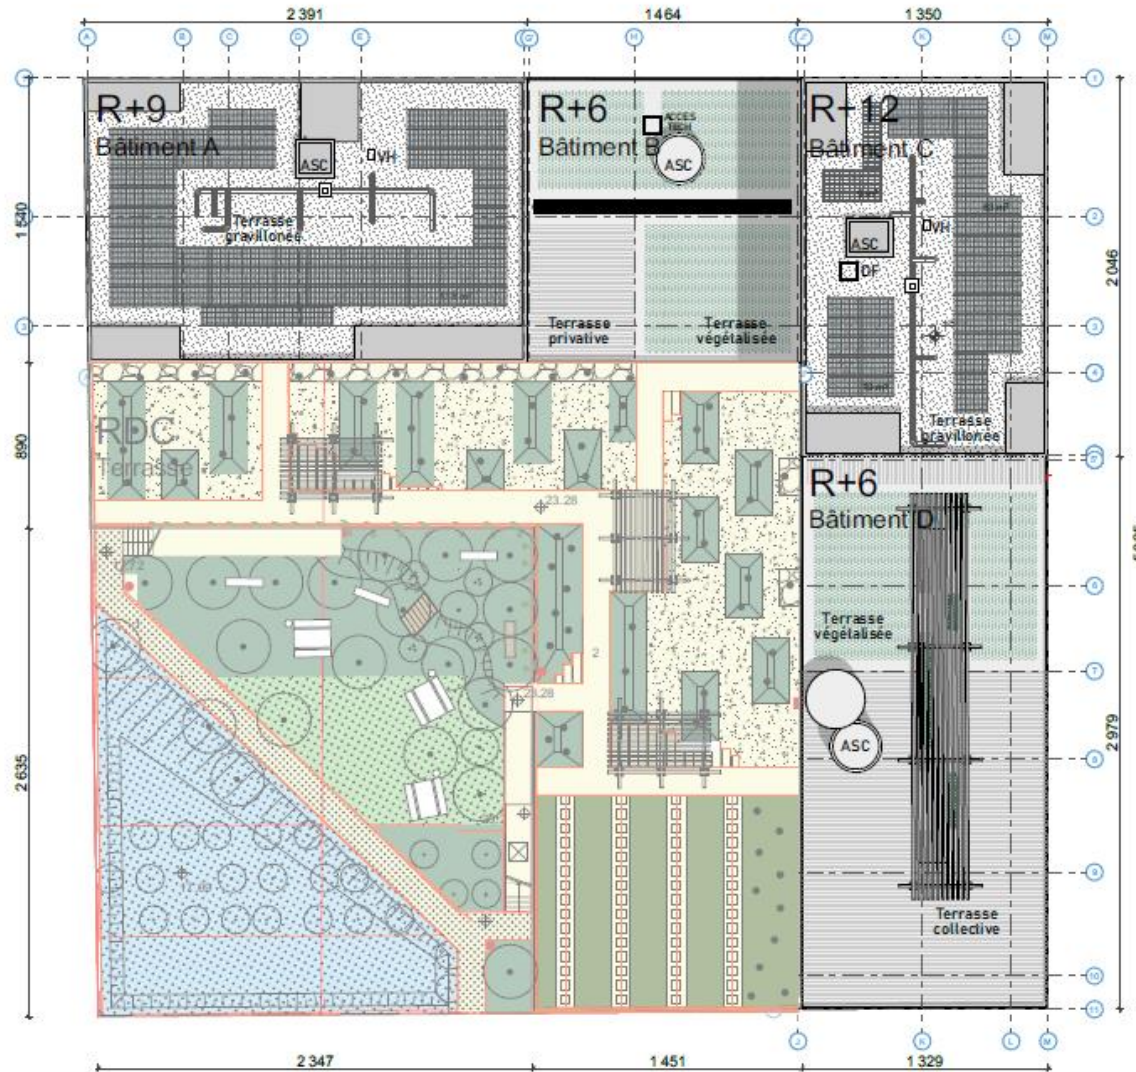 2 391
1 464
1 350
A
B
C
D
E
H
K
L
M
R+9
Bâtiment A
ASC
VH
Terrasse
gravillonée
R+6
Bâtiment B
ACCES
ASC
Terrasse
privative
Terrasse
végétalisée
R+12
Bâtiment C
ASC
VH
DF
Terrasse
gravillonée
1
2
3
4
6
7
8
9
10
11
1 540
890
2 635
2 046
2 979
RDC
Terrasse
23.28
23.28
R+6
Bâtiment D
Terrasse
végétalisée
ASC
Terrasse
collective
J
K
L
M
2 347
1 451
1 329